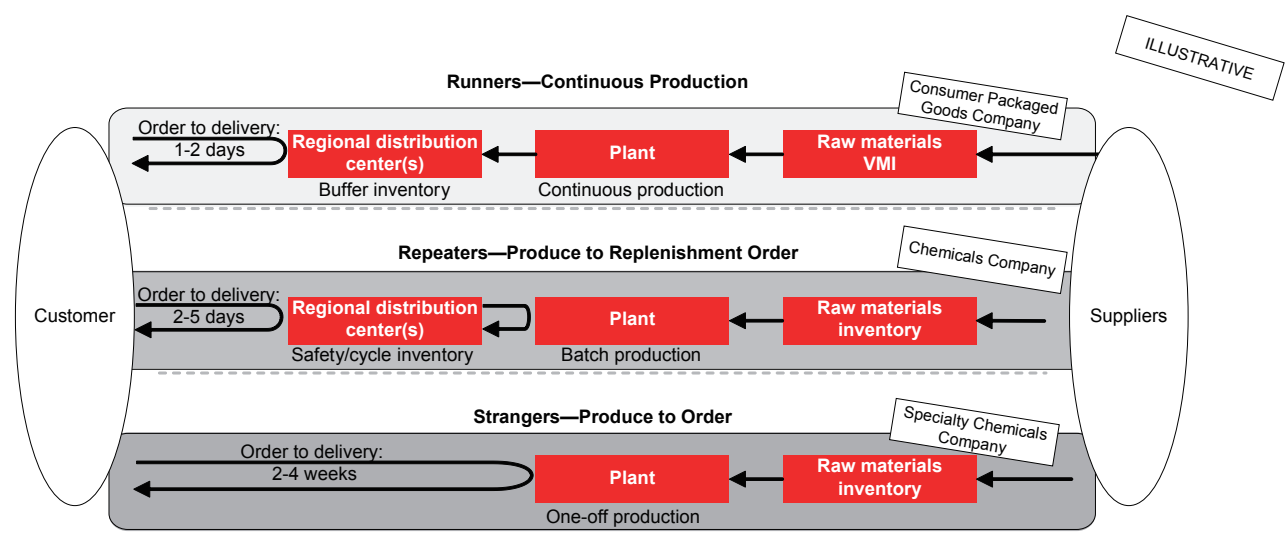 ILLUSTRATIVE
Runners—Continuous Production
Consumer Packaged
Goods Company
Order to delivery:
1-2 days
Regional distribution
center(s)
Buffer inventory
Plant
Continuous production
Raw materials
VMI
Repeaters—Produce to Replenishment Order
Chemicals Company
Customer
Order to delivery:
2-5 days
Regional distribution
center(s)
Safety/cycle inventory
Plant
Batch production
Raw materials
inventory
Suppliers
Strangers—Produce to Order
Specialty Chemicals
Company
Order to delivery:
2-4 weeks
Plant
One-off production
Raw materials
inventory